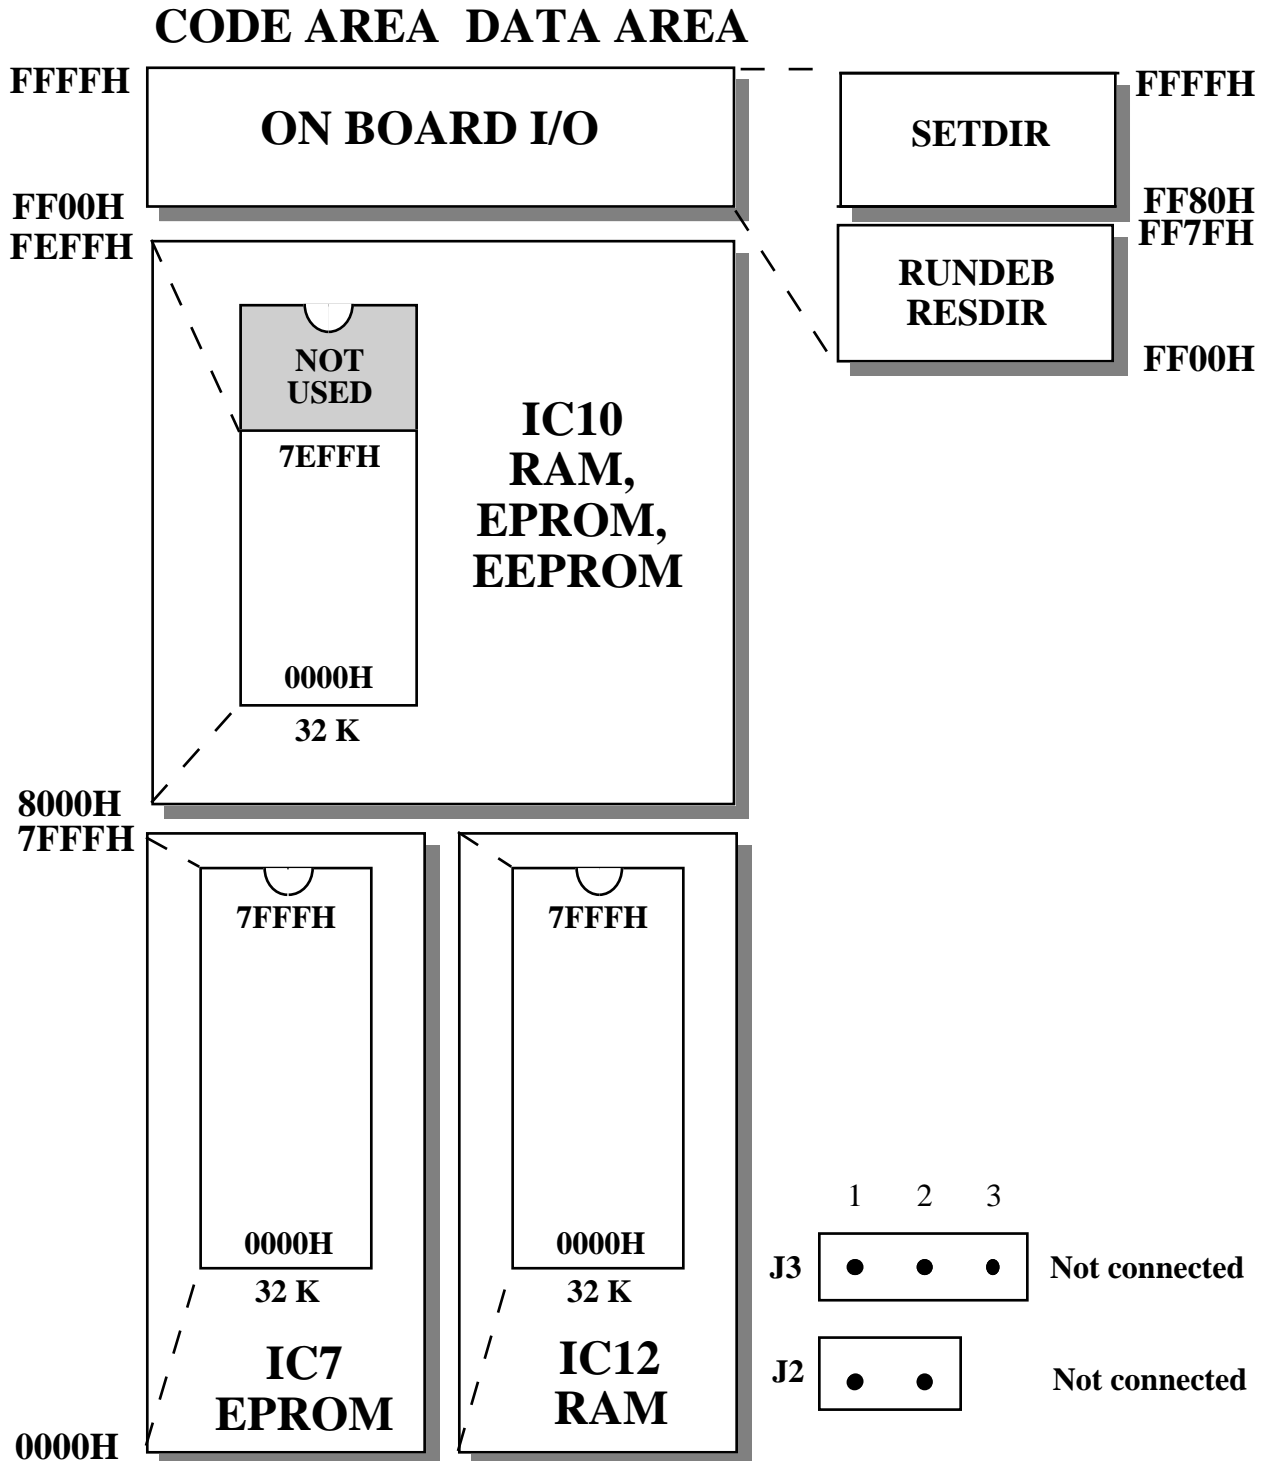 CODE AREA DATA AREA
FFFFH
ON BOARD I/O
FF00H
FFFFH
SETDIR
FF80H
FF7FH
RUNDEB
RESDIR
FF00H
FEFFH
NOT
USED
7EFFH
0000H
32 K
IC10
RAM,
EPROM,
EEPROM
8000H
7FFFH
7FFFH
0000H
32 K
IC7
EPROM
0000H
7FFFH
0000H
32 K
IC12
RAM
1 2 3
J3 Not connected
J2 Not connected